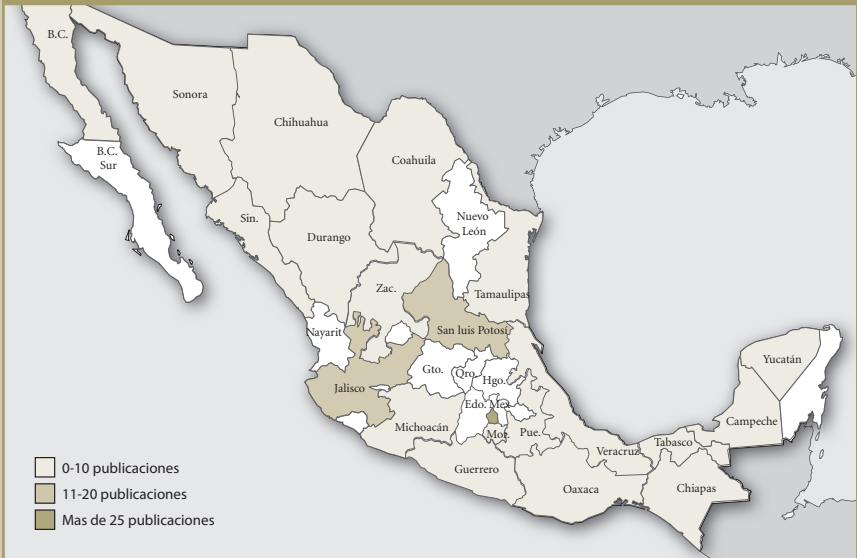 B.C.
Sonora
Chihuahua
B.C.
Sur
Coahuila
Sin.
Nuevo
León
Durango
Zac.
Tamaulipas
Nayarit
San luis Potosí
Gto.
Qro.
Hgo.
Jalisco
Edo. Mex.
Michoacán
Mor.
Pue.
Veracruz
Tabasco
Yucatán
Campeche
Guerrero
Oaxaca
Chiapas
0-10 publicaciones
11-20 publicaciones
Mas de 25 publicaciones